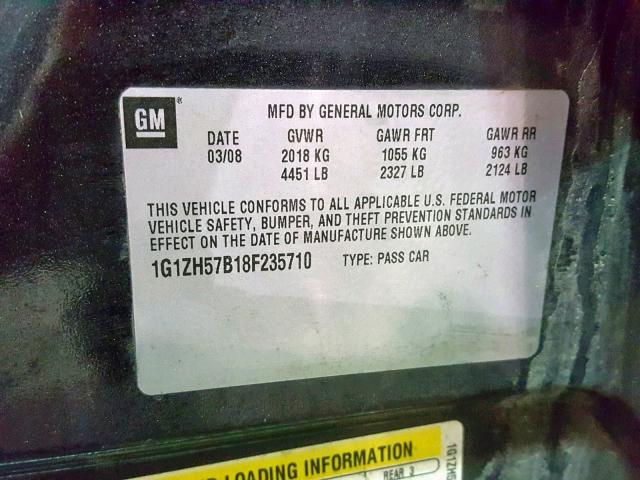 GM®
MFD BY GENERAL MOTORS CORP.
DATE GVWR GAWR FRT GAWR RR
03/08 2018 KG 1055 KG 963 KG
4451 LB 2327 LB 2124 LB
THIS VEHICLE CONFORMS TO ALL APPLICABLE U.S. FEDERAL MOTOR
VEHICLE SAFETY, BUMPER, AND THEFT PREVENTION STANDARDS IN
EFFECT ON THE DATE OF MANUFACTURE SHOWN ABOVE.
1G1ZH57B18F235710 TYPE: PASS CAR
LOADING INFORMATION
REAR 3
1G1ZH5